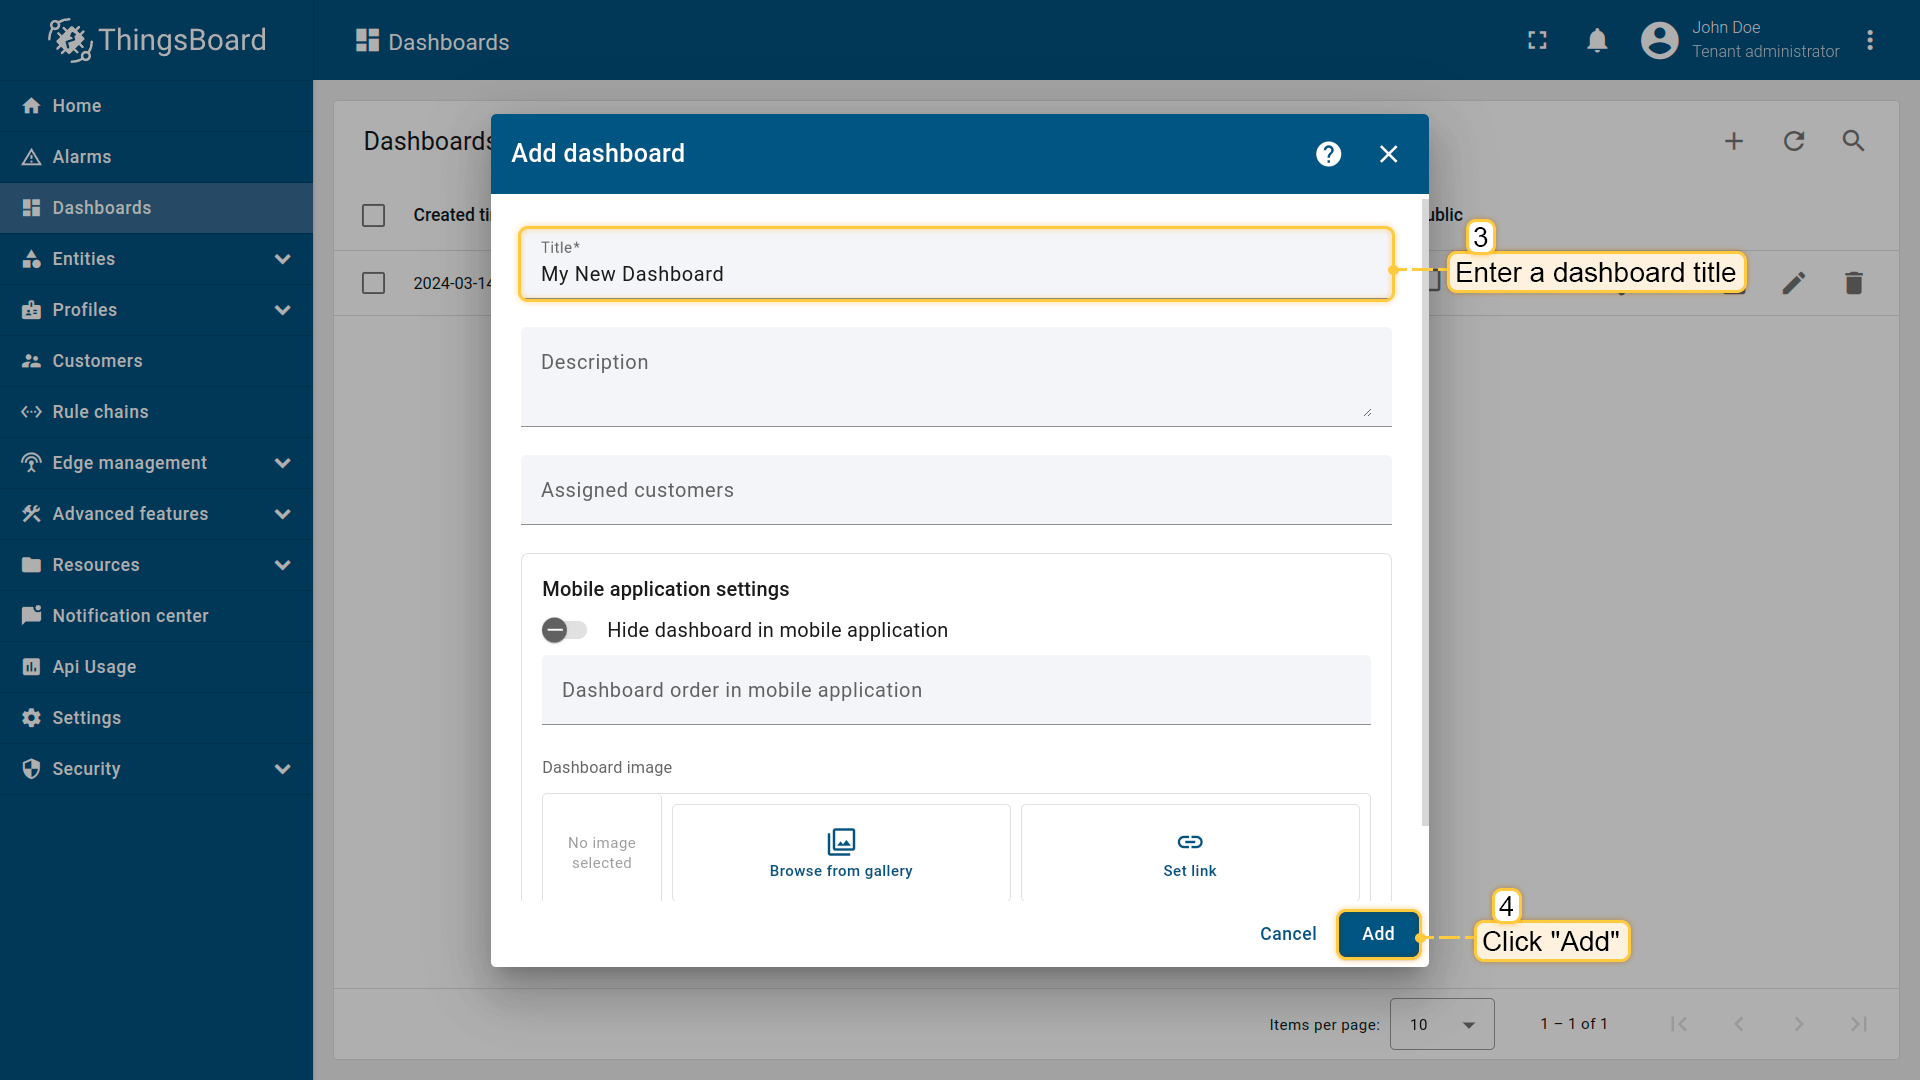 ThingsBoard
Dashboards
John Doe
Tenant administrator
Home
Alarms
Dashboards
Entities
Profiles
Customers
Rule chains
Edge management
Advanced features
Resources
Notification center
Api Usage
Settings
Security
Dashboards
Created ti
ublic
2024-03-14
Add dashboard
Title*
My New Dashboard
3
Enter a dashboard title
Description
Assigned customers
Mobile application settings
Hide dashboard in mobile application
Dashboard order in mobile application
Dashboard image
No image
selected
Browse from gallery
Set link
Cancel
Add
4
Click "Add"
Items per page:
10
1 – 1 of 1